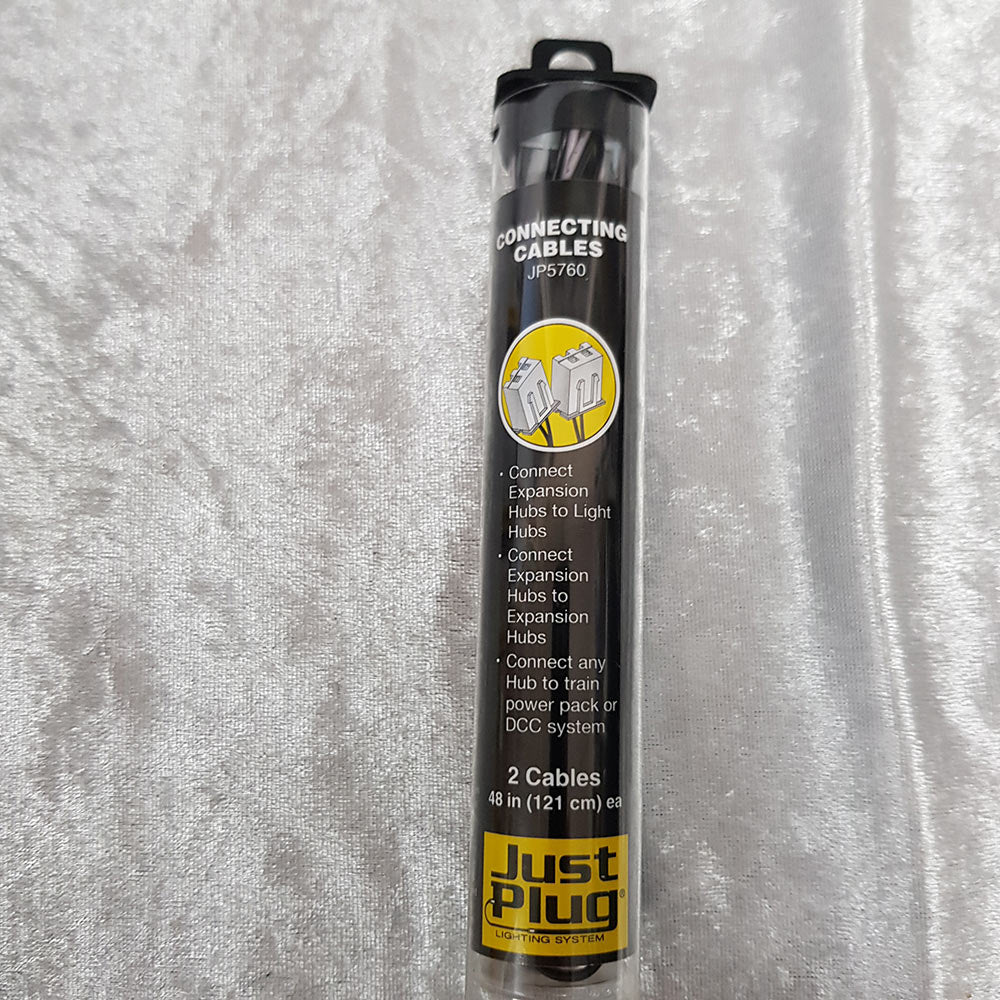 CONNECTING
CABLES
JP5760
· Connect
Expansion
Hubs to Light
Hubs
· Connect
Expansion
Hubs to
Expansion
Hubs
· Connect any
Hub to train
power pack or
DCC system
2 Cables
48 in (121 cm) ea
Just
Plug®
LIGHTING SYSTEM